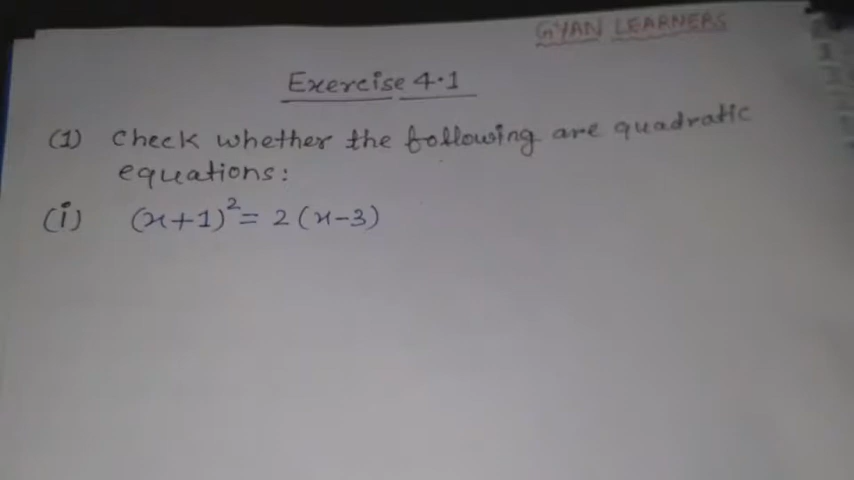 GYAN LEARNERS
Exercise 4.1
(1) Check whether the following are quadratic
equations:
(i) (x+1)² = 2(x-3)